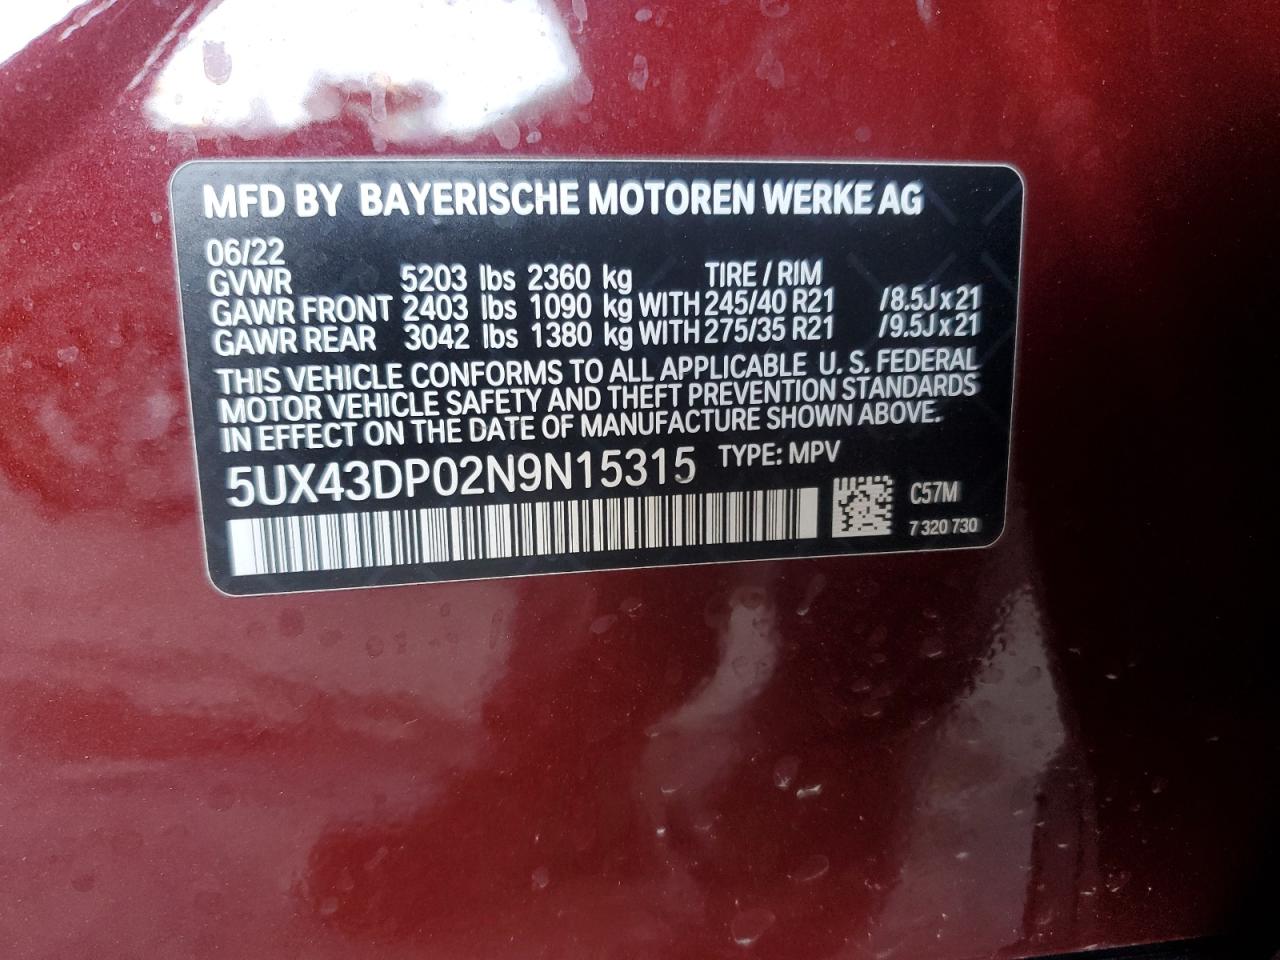 MFD BY BAYERISCHE MOTOREN WERKE AG
06/22
GVWR 5203 lbs 2360 kg TIRE / RIM
GAWR FRONT 2403 lbs 1090 kg WITH 245/40 R21 /8.5J x 21
GAWR REAR 3042 lbs 1380 kg WITH 275/35 R21 /9.5J x 21
THIS VEHICLE CONFORMS TO ALL APPLICABLE U. S. FEDERAL
MOTOR VEHICLE SAFETY AND THEFT PREVENTION STANDARDS
IN EFFECT ON THE DATE OF MANUFACTURE SHOWN ABOVE.
5UX43DP02N9N15315 TYPE: MPV
C57M
7 320 730